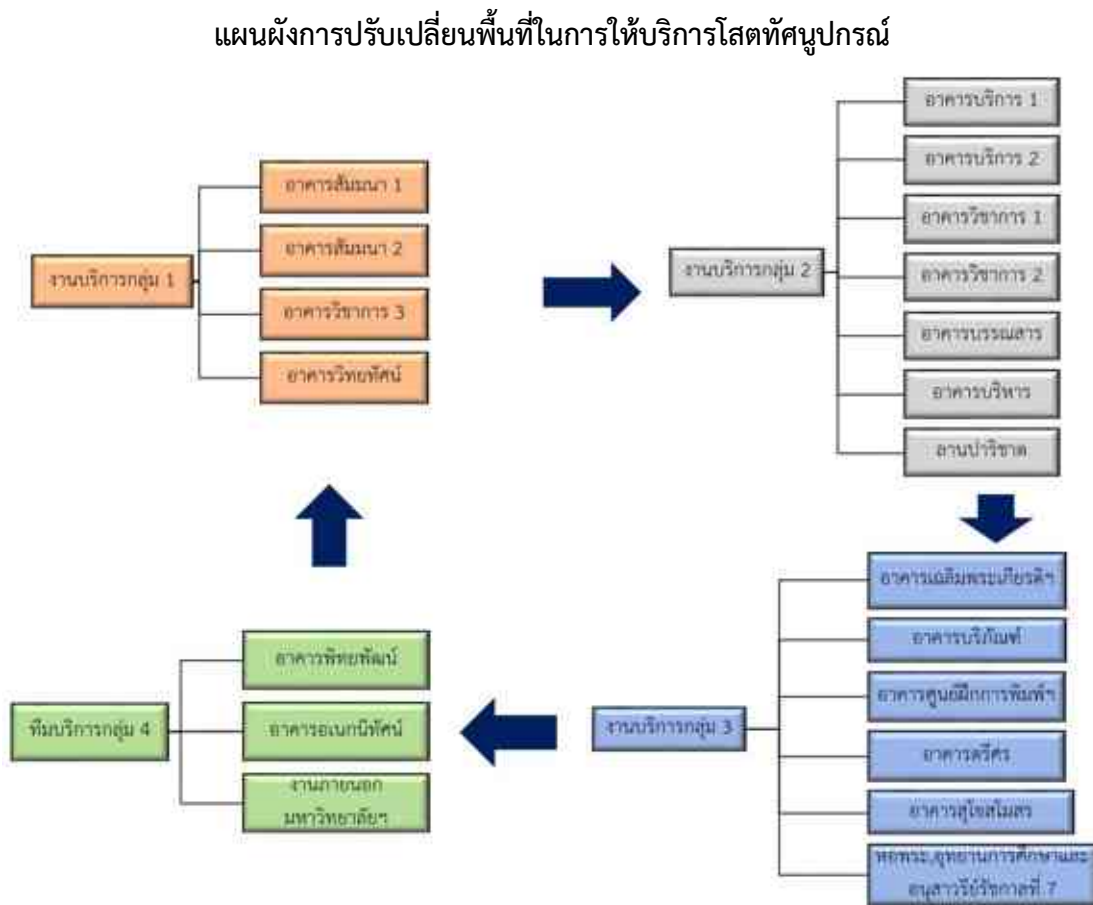 แผนผังการปรับเปลี่ยนพื้นที่ในการให้บริการโสตทัศนูปกรณ์
งานบริการกลุ่ม 1
อาคารสัมมนา 1
อาคารสัมมนา 2
อาคารวิชาการ 3
อาคารวิทยทัศน์
งานบริการกลุ่ม 2
อาคารบริการ 1
อาคารบริการ 2
อาคารวิชาการ 1
อาคารวิชาการ 2
อาคารบรรณสาร
อาคารบริหาร
ลานปาริชาต
งานบริการกลุ่ม 3
อาคารเฉลิมพระเกียรติฯ
อาคารบริภัณฑ์
อาคารศูนย์ฝึกการพิมพ์ฯ
อาคารตรีศร
อาคารสุโขสโมสร
หอพระ,อุทยานการศึกษาและ
อนุสาวรีย์รัชกาลที่ 7
ทีมบริการกลุ่ม 4
อาคารพิทยพัฒน์
อาคารอเนกนิทัศน์
งานภายนอก
มหาวิทยาลัยฯ